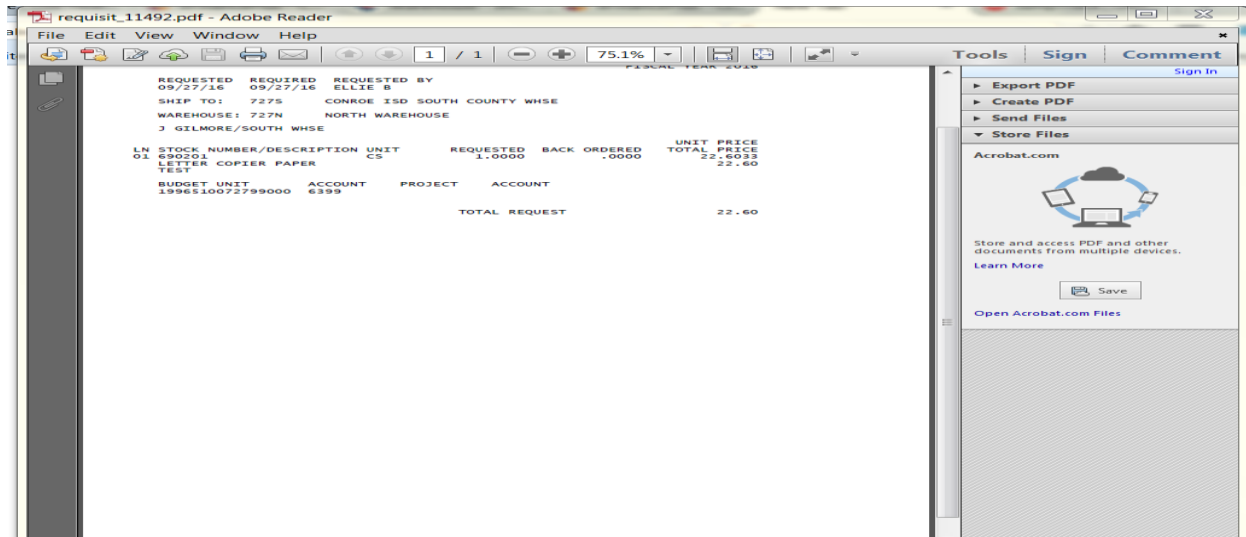 requisit_11492.pdf - Adobe Reader
File Edit View Window Help
1 / 1 75.1% Tools Sign Comment
Sign In
FISCAL YEAR 2016
REQUESTED REQUIRED REQUESTED BY
09/27/16 09/27/16 ELLIE B
SHIP TO: 727S CONROE ISD SOUTH COUNTY WHSE
WAREHOUSE: 727N NORTH WAREHOUSE
J GILMORE/SOUTH WHSE
UNIT PRICE
LN STOCK NUMBER/DESCRIPTION UNIT REQUESTED BACK ORDERED TOTAL PRICE
01 690201 CS 1.0000 .0000 22.6033
LETTER COPIER PAPER 22.60
TEST
BUDGET UNIT ACCOUNT PROJECT ACCOUNT
1996510072799000 6399
TOTAL REQUEST 22.60
Export PDF
Create PDF
Send Files
Store Files
Acrobat.com
Store and access PDF and other
documents from multiple devices.
Learn More
Save
Open Acrobat.com Files